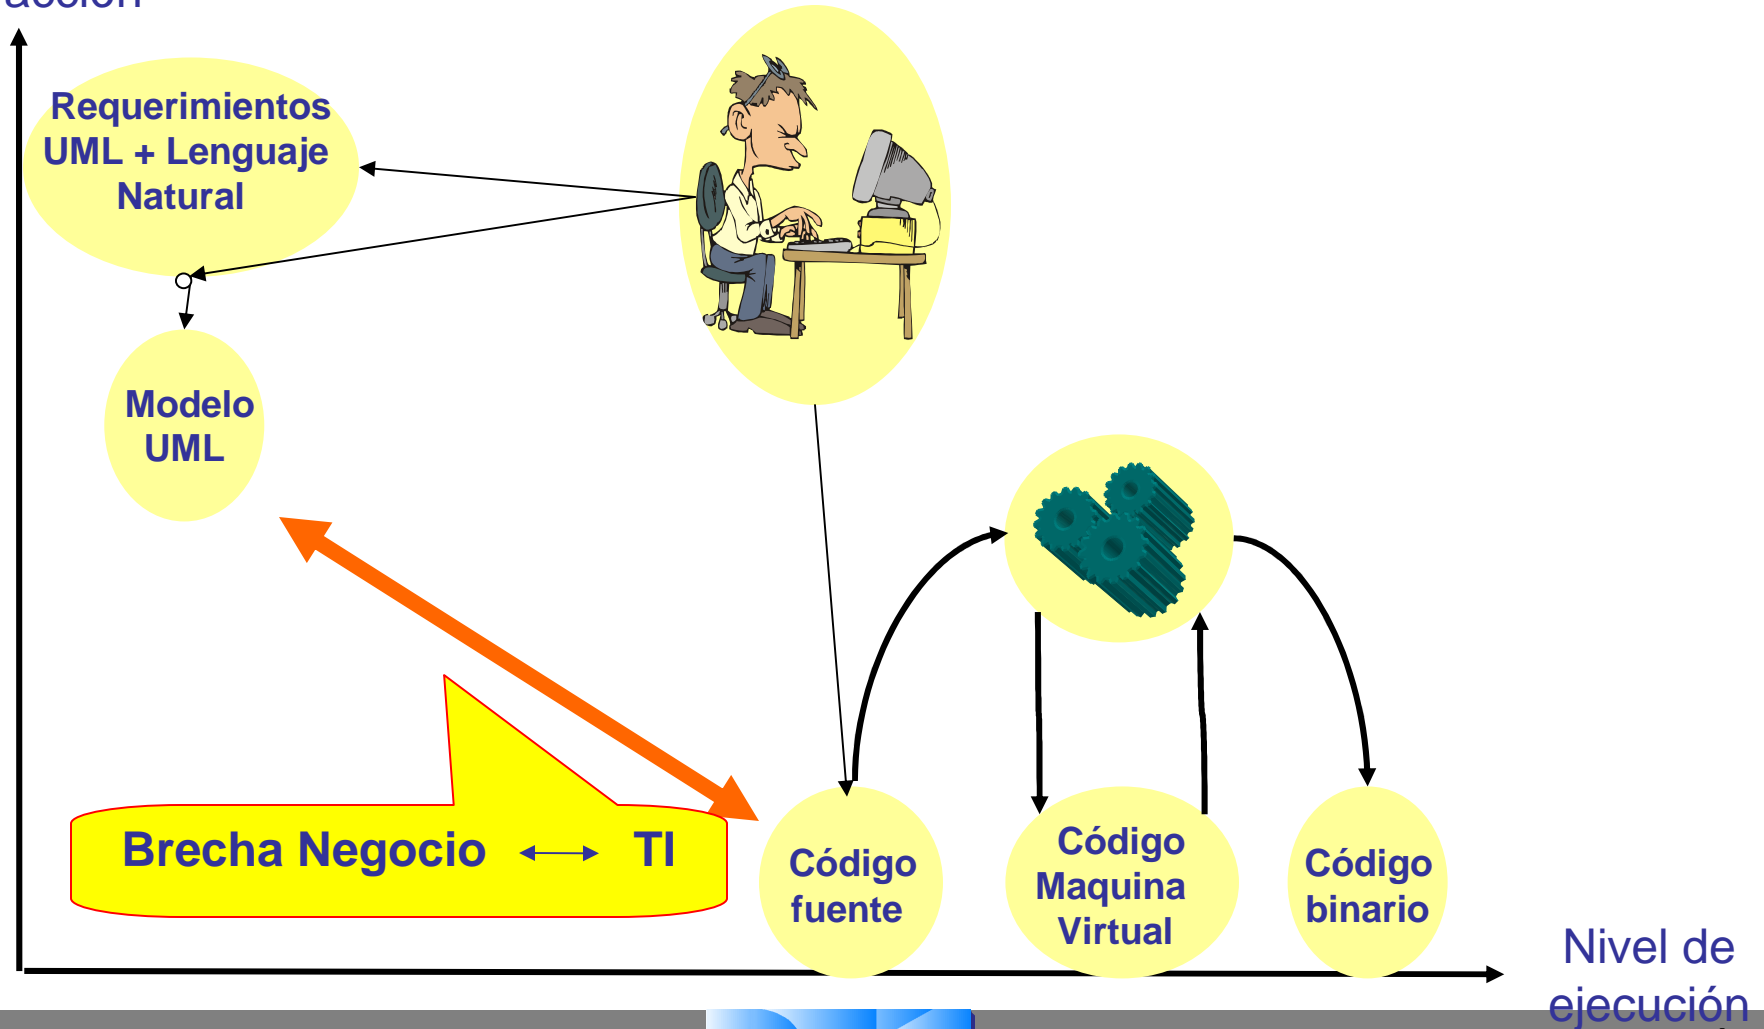 Requerimientos
UML + Lenguaje
Natural
Modelo
UML
Brecha Negocio TI
Código
fuente
Código
Maquina
Virtual
Código
binario
Nivel de
ejecución